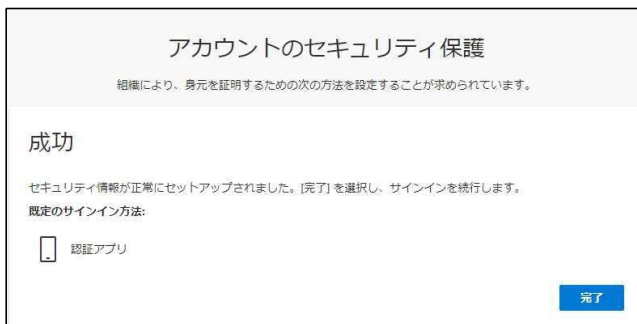 アカウントのセキュリティ保護
組織により、身元を証明するための次の方法を設定することが求められています。
成功
セキュリティ情報が正常にセットアップされました。[完了] を選択し、サインインを続行します。
既定のサインイン方法:
認証アプリ
完了